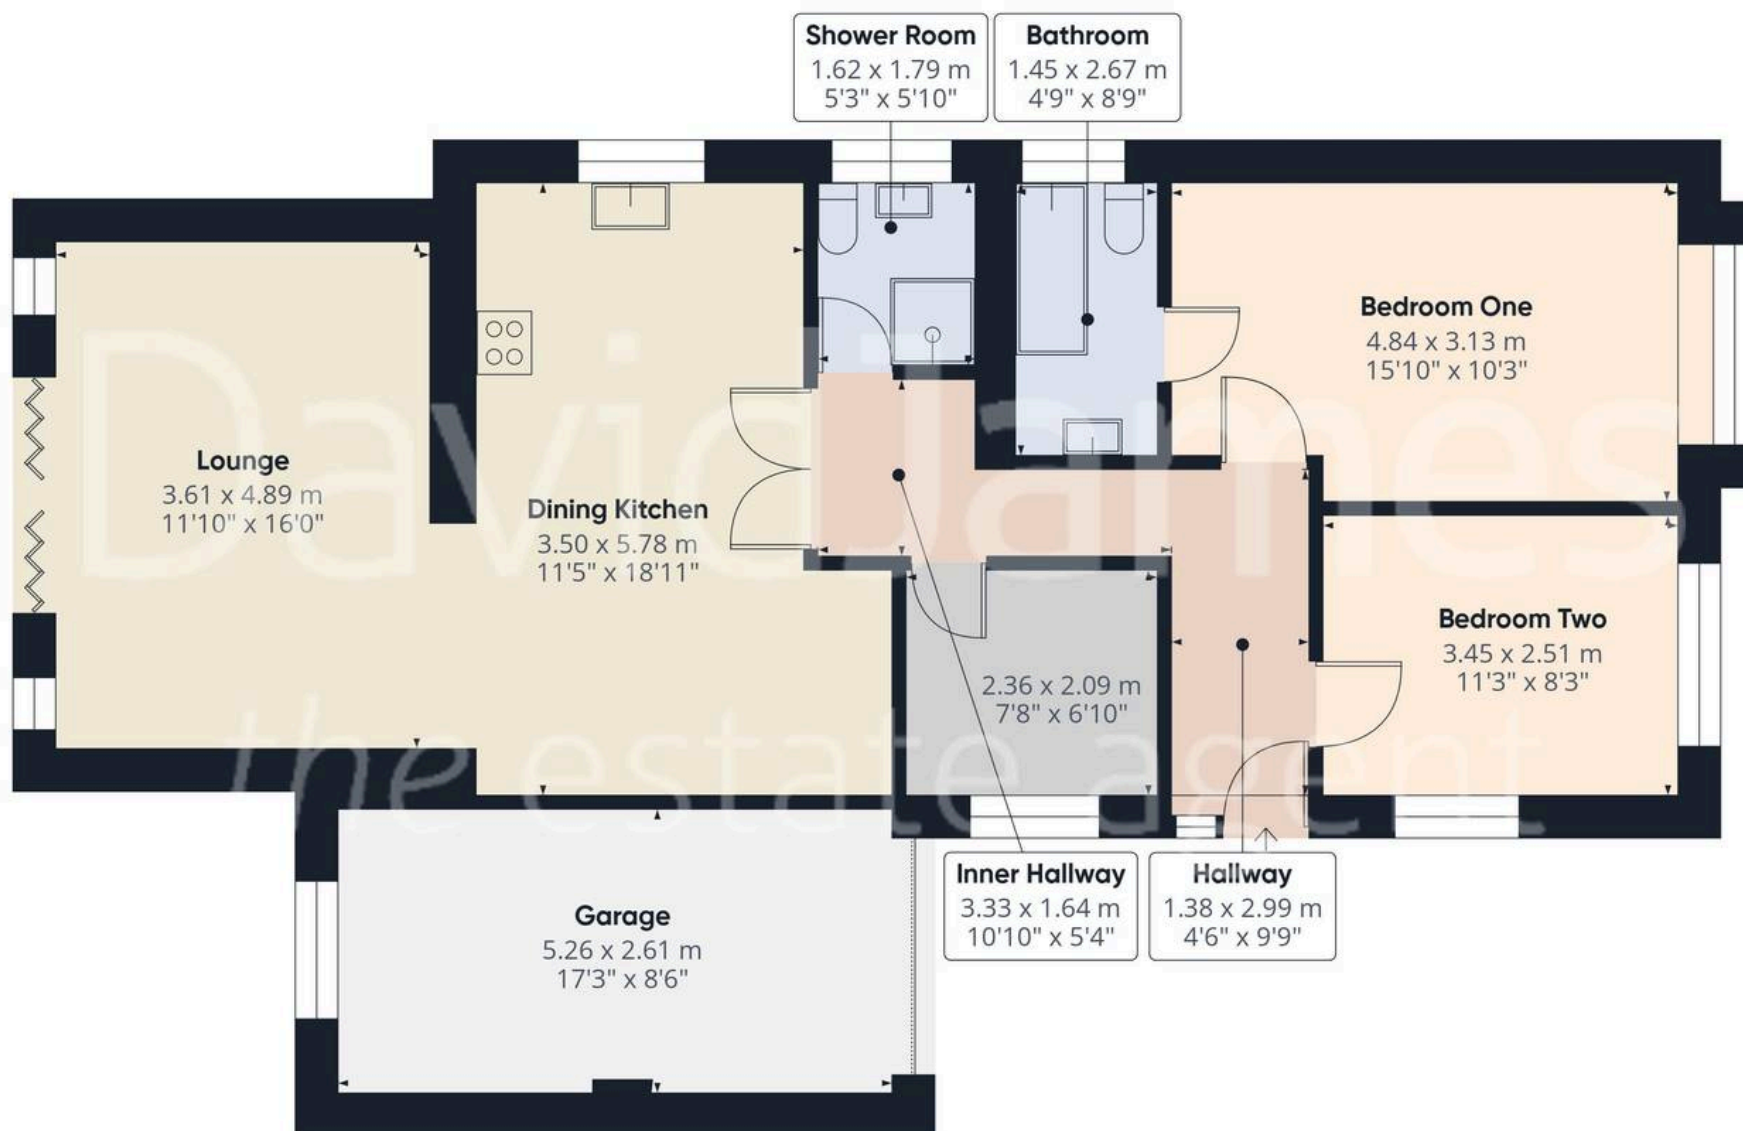 Shower Room
1.62 x 1.79 m
5'3" x 5'10"
Bathroom
1.45 x 2.67 m
4'9" x 8'9"
Bedroom One
4.84 x 3.13 m
15'10" x 10'3"
Lounge
3.61 x 4.89 m
11'10" x 16'0"
Dining Kitchen
3.50 x 5.78 m
11'5" x 18'11"
Bedroom Two
3.45 x 2.51 m
11'3" x 8'3"
2.36 x 2.09 m
7'8" x 6'10"
Inner Hallway
3.33 x 1.64 m
10'10" x 5'4"
Hallway
1.38 x 2.99 m
4'6" x 9'9"
Garage
5.26 x 2.61 m
17'3" x 8'6"
David James
the estate agent